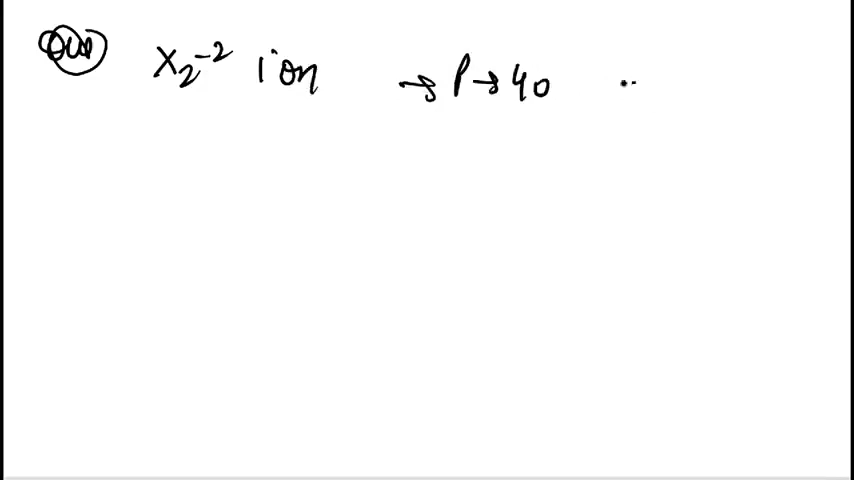 Que X₂⁻² ion → P → 40